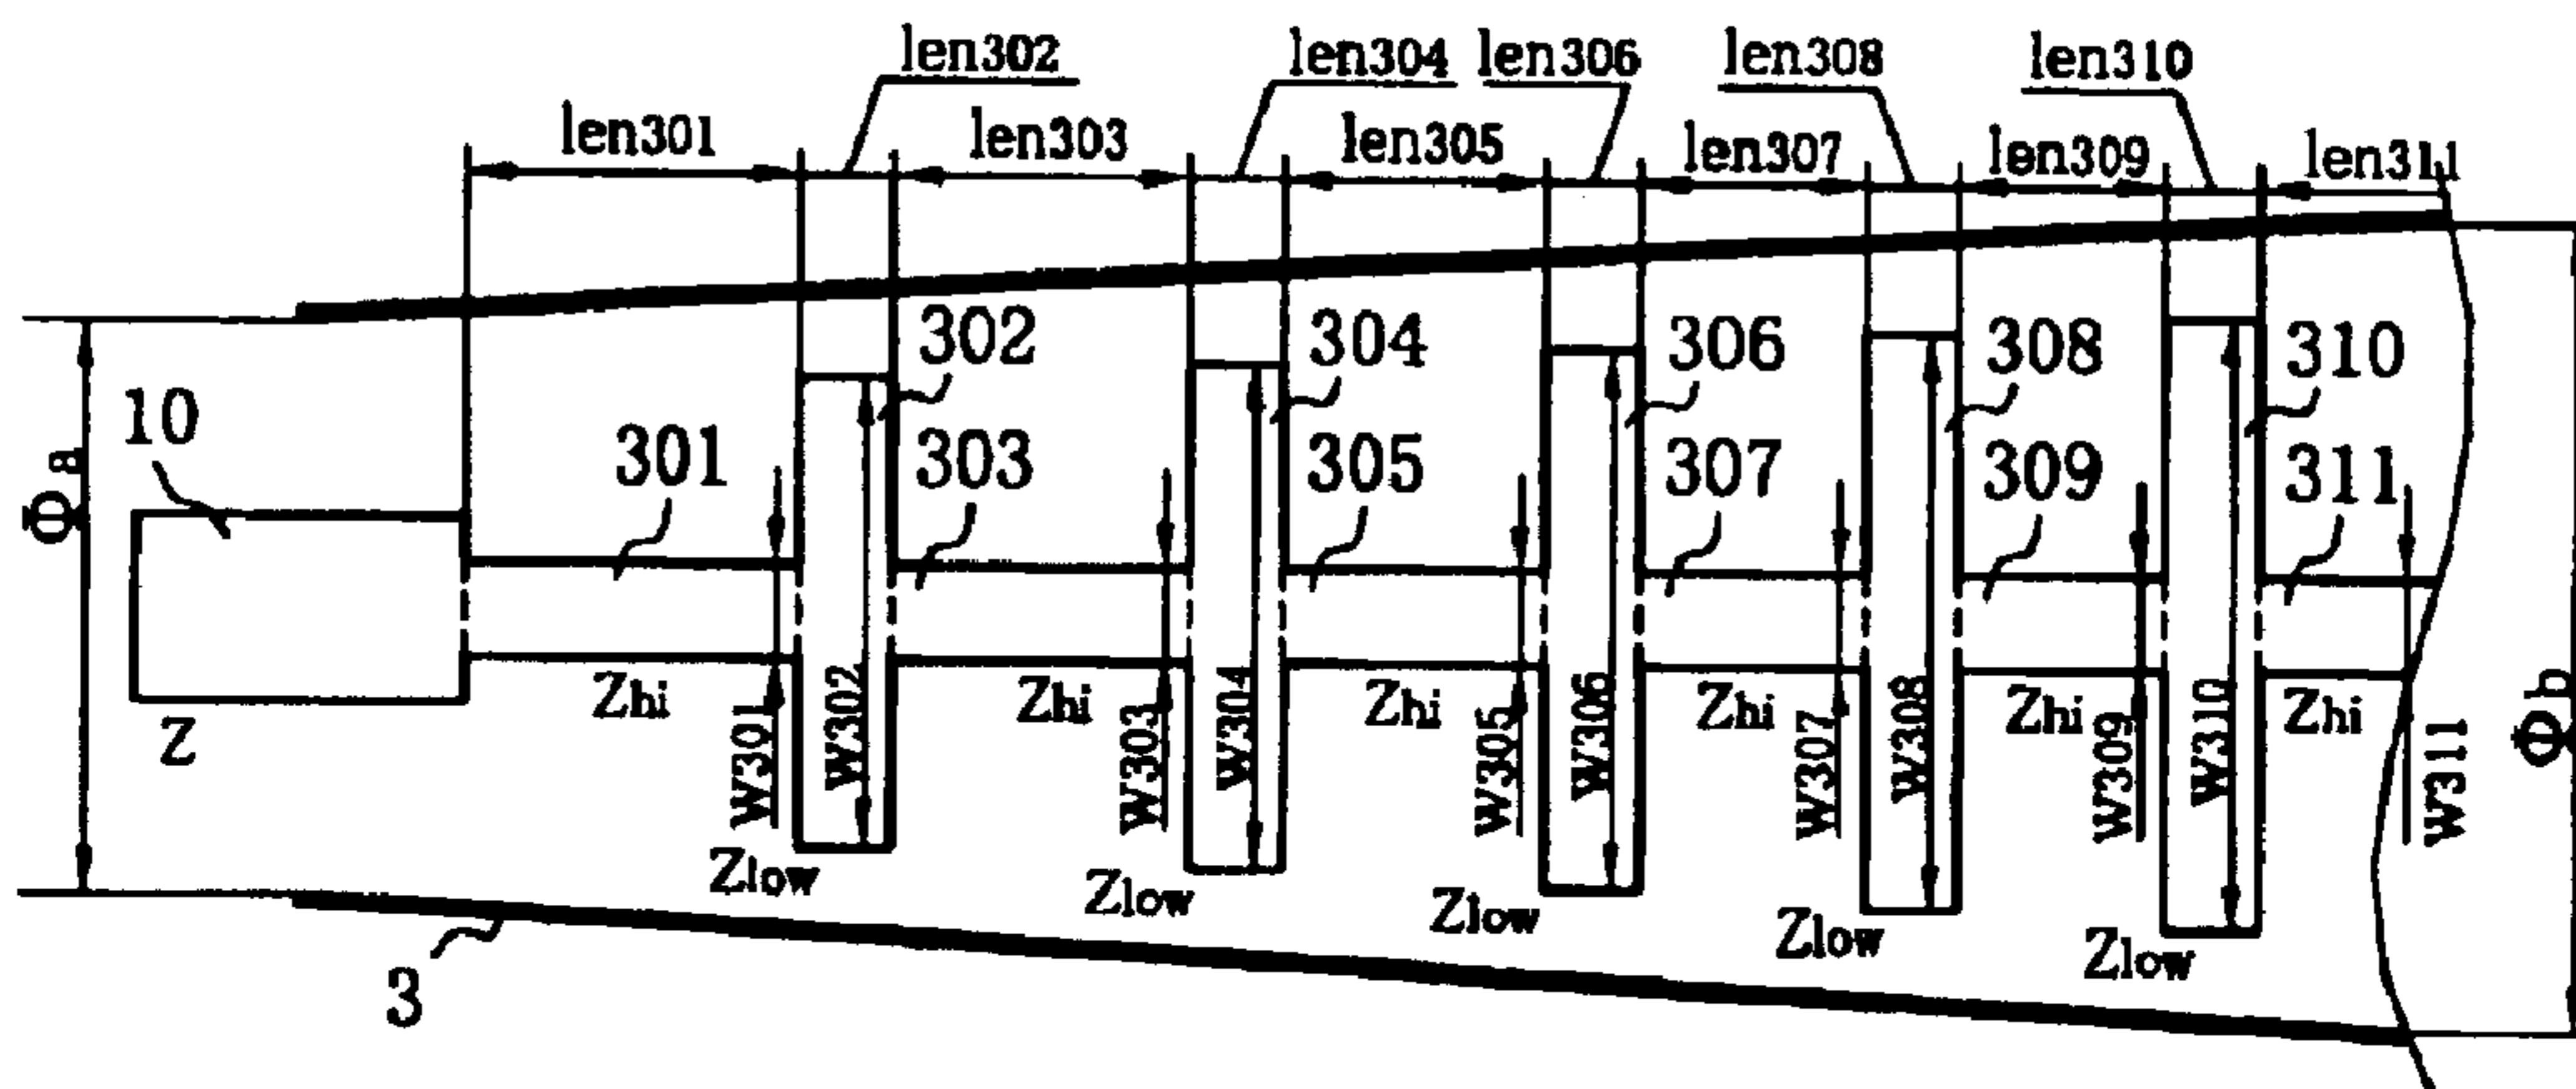 len302 len304 len306 len308 len310
len301 len303 len305 len307 len309 len311
302 304 306 308 310
10 301 303 305 307 309 311
Φa
Z Zhi Zhi Zhi Zhi Zhi Zhi
W301 W302 W303 W304 W305 W306 W307 W308 W309 W310 W311
Φb
Zlow Zlow Zlow Zlow Zlow
3